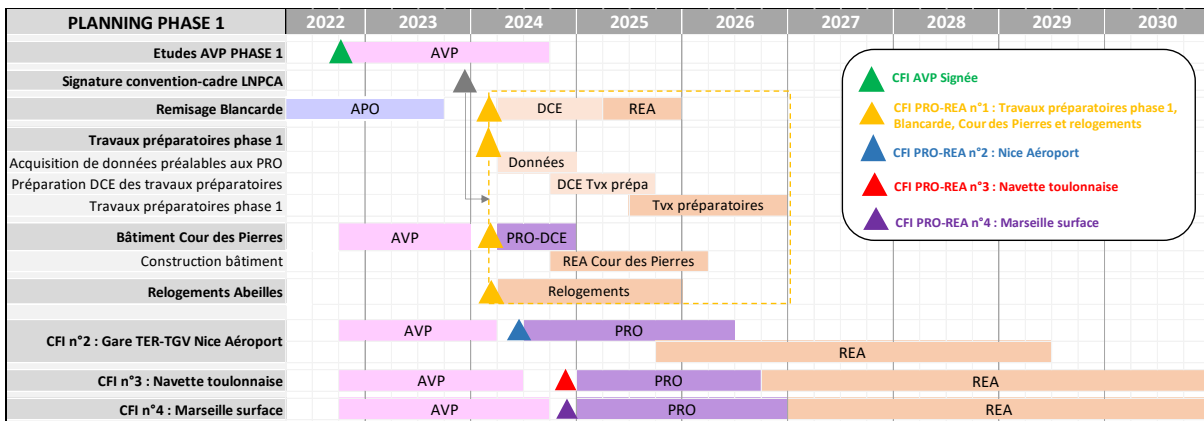 PLANNING PHASE 1 2022 2023 2024 2025 2026 2027 2028 2029 2030
Etudes AVP PHASE 1 AVP
Signature convention-cadre LNPCA
Remisage Blancarde APO DCE REA
Travaux préparatoires phase 1
Acquisition de données préalables aux PRO Données
Préparation DCE des travaux préparatoires DCE Tvx prépa
Travaux préparatoires phase 1 Tvx préparatoires
Bâtiment Cour des Pierres AVP PRO-DCE
Construction bâtiment REA Cour des Pierres
Relogements Abeilles Relogements
CFI n°2 : Gare TER-TGV Nice Aéroport AVP PRO
REA
CFI n°3 : Navette toulonnaise AVP PRO REA
CFI n°4 : Marseille surface AVP PRO REA
CFI AVP Signée
CFI PRO-REA n°1 : Travaux préparatoires phase 1,
Blancarde, Cour des Pierres et relogements
CFI PRO-REA n°2 : Nice Aéroport
CFI PRO-REA n°3 : Navette toulonnaise
CFI PRO-REA n°4 : Marseille surface